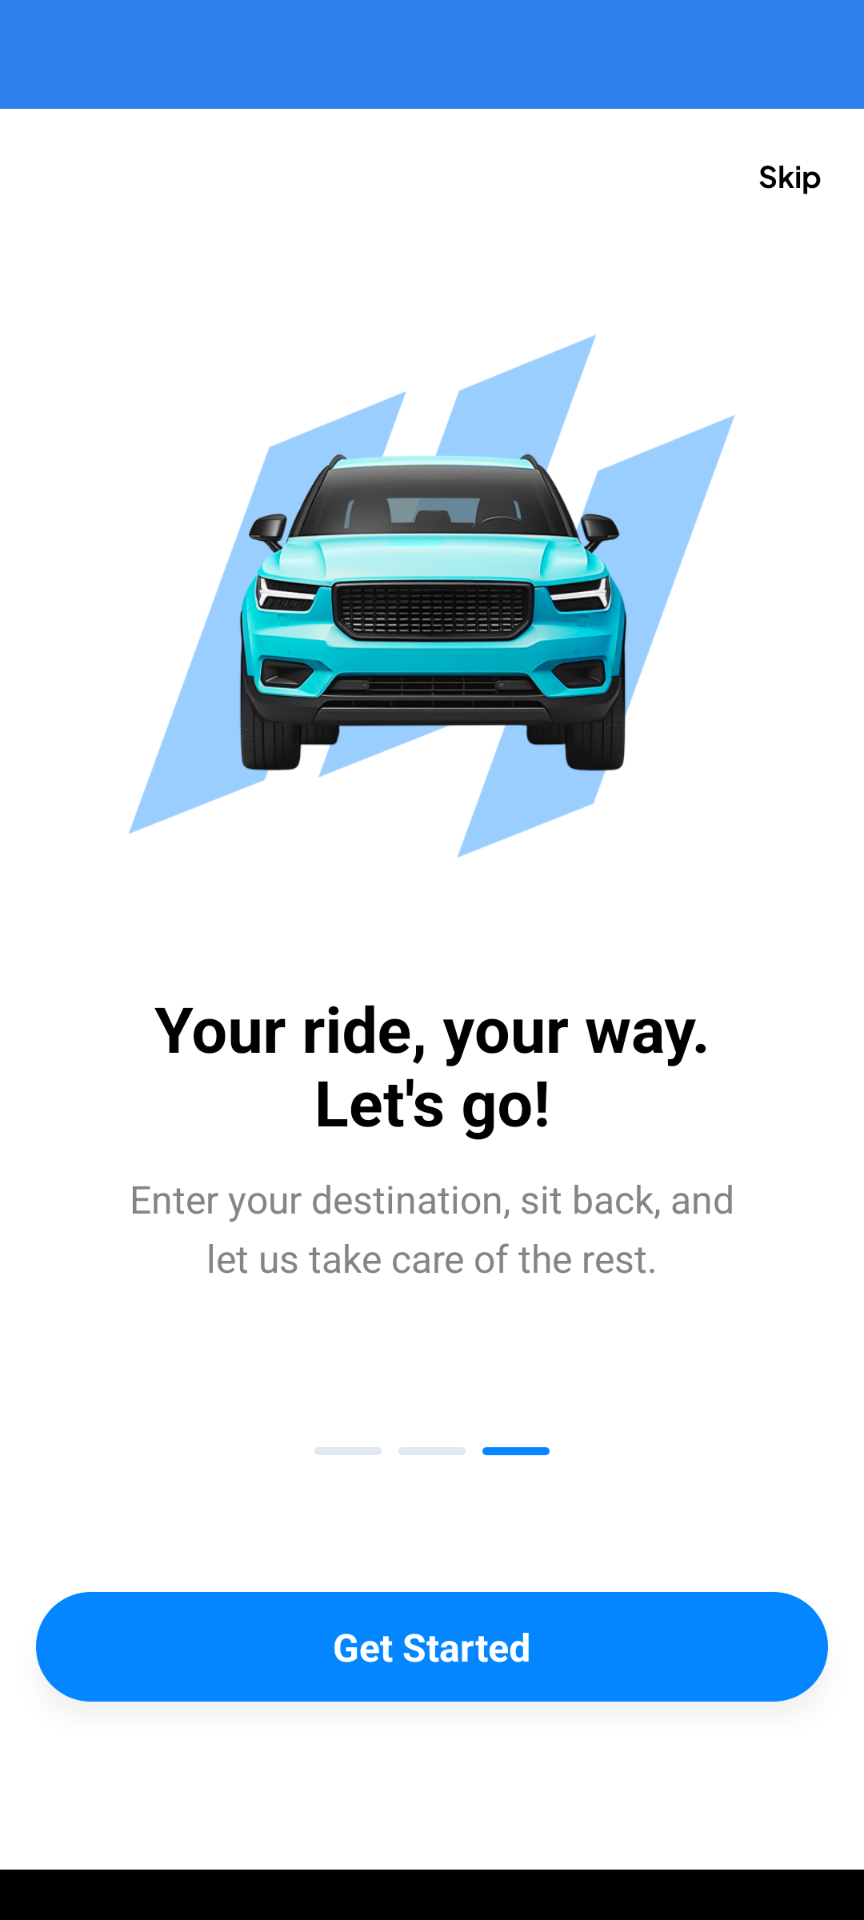 Skip
Your ride, your way.
Let's go!
Enter your destination, sit back, and
let us take care of the rest.
Get Started